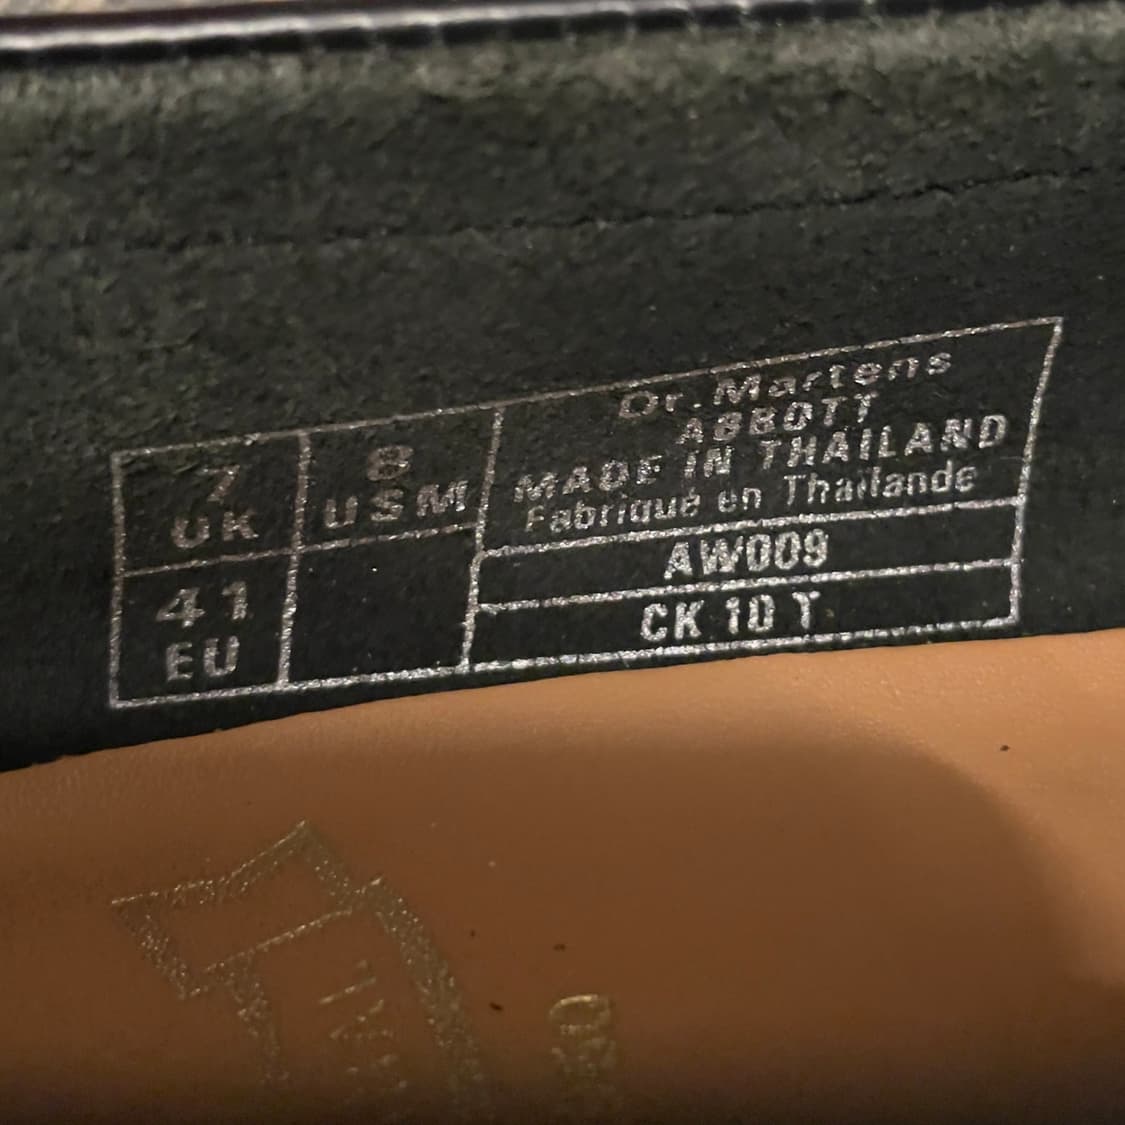 7
UK
8
USM
41
EU
Dr. Martens
ABBOTT
MADE IN THAILAND
Fabriqué en Thaïlande
AW009
CK 10 T